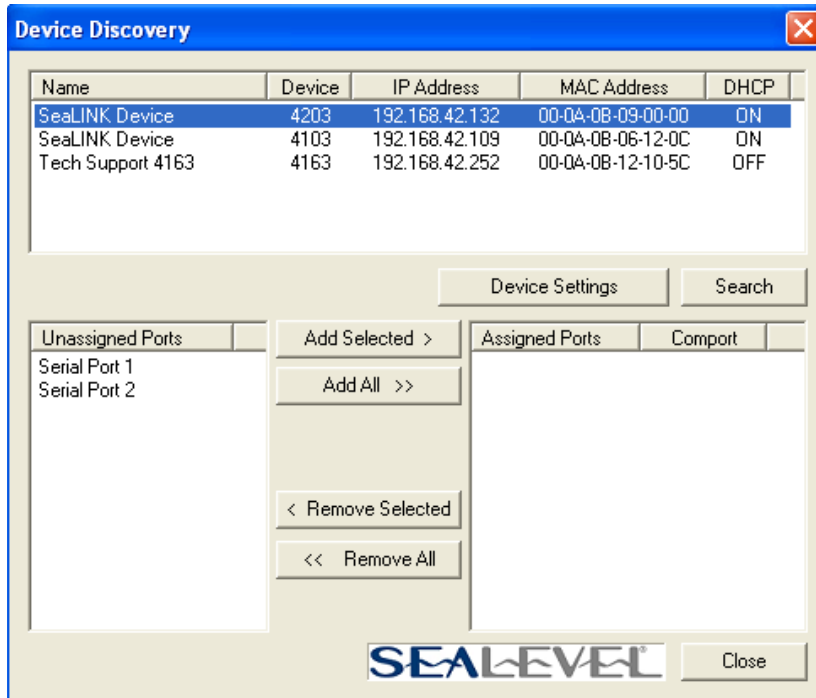 Device Discovery
Name Device IP Address MAC Address DHCP
SeaLINK Device 4203 192.168.42.132 00-0A-0B-09-00-00 ON
SeaLINK Device 4103 192.168.42.109 00-0A-0B-06-12-0C ON
Tech Support 4163 4163 192.168.42.252 00-0A-0B-12-10-5C OFF
Device Settings Search
Unassigned Ports
Serial Port 1
Serial Port 2
Add Selected >
Add All >>
< Remove Selected
<< Remove All
Assigned Ports Comport
SEALEVEL®
Close